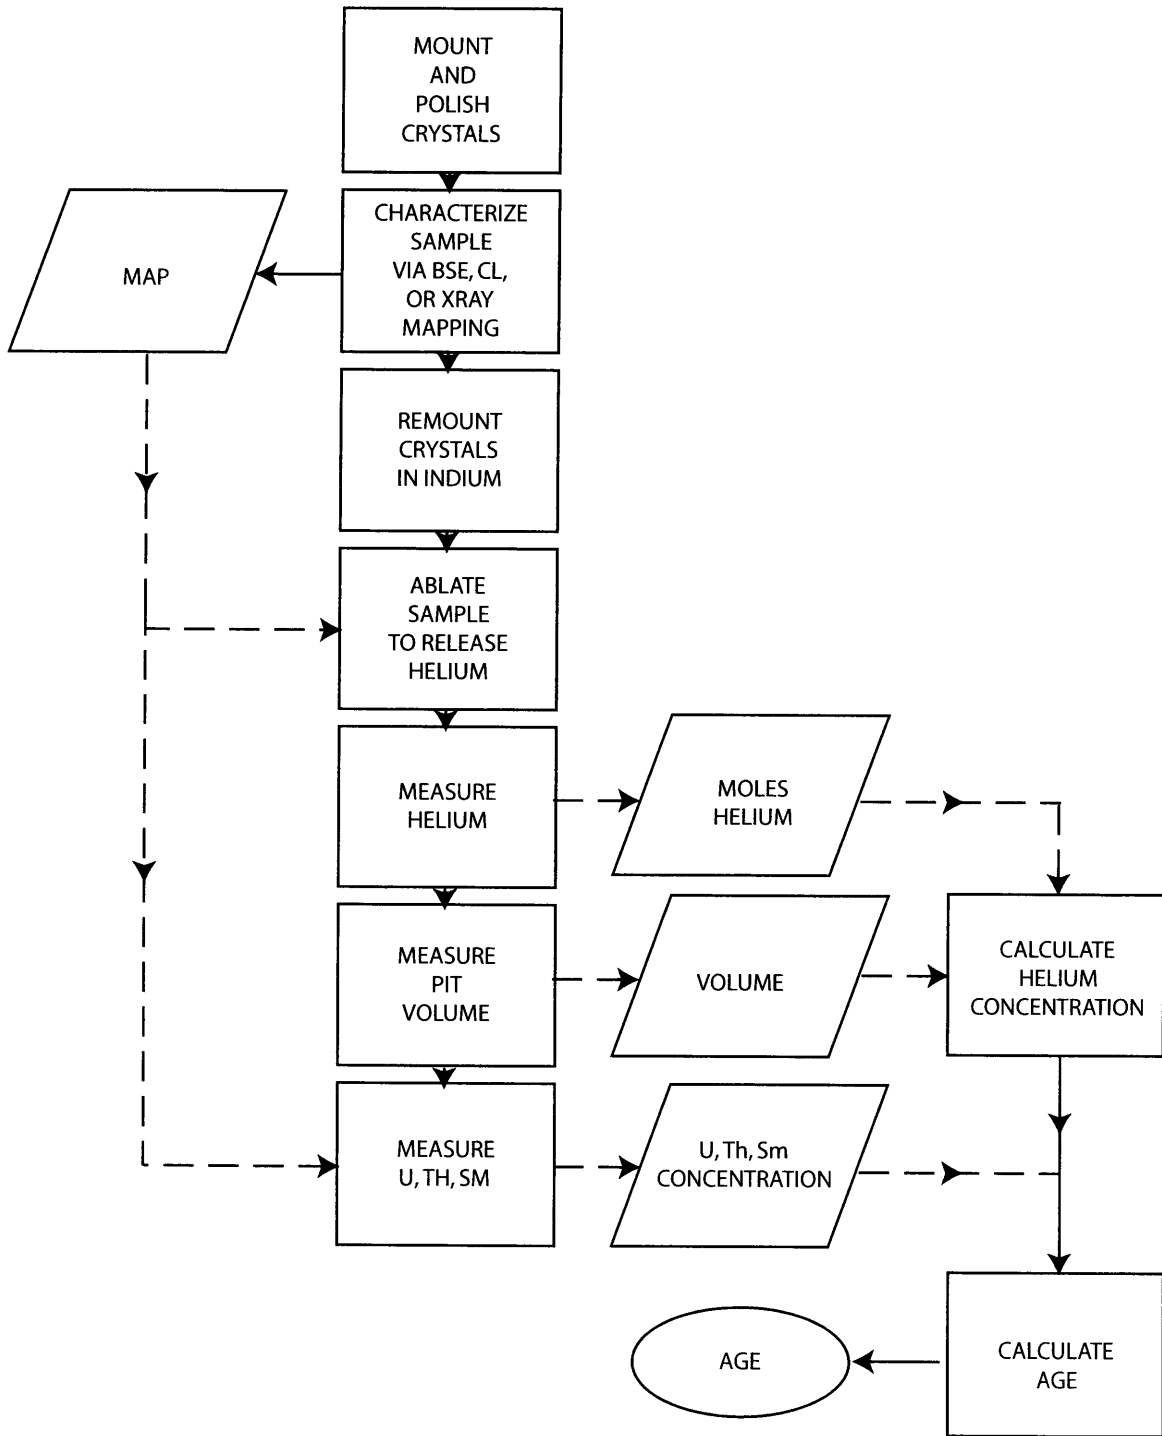 MOUNT
AND
POLISH
CRYSTALS
CHARACTERIZE
SAMPLE
VIA BSE, CL,
OR XRAY
MAPPING
MAP
REMOUNT
CRYSTALS
IN INDIUM
ABLATE
SAMPLE
TO RELEASE
HELIUM
MEASURE
HELIUM
MOLES
HELIUM
MEASURE
PIT
VOLUME
VOLUME
CALCULATE
HELIUM
CONCENTRATION
MEASURE
U, TH, SM
U, Th, Sm
CONCENTRATION
CALCULATE
AGE
AGE